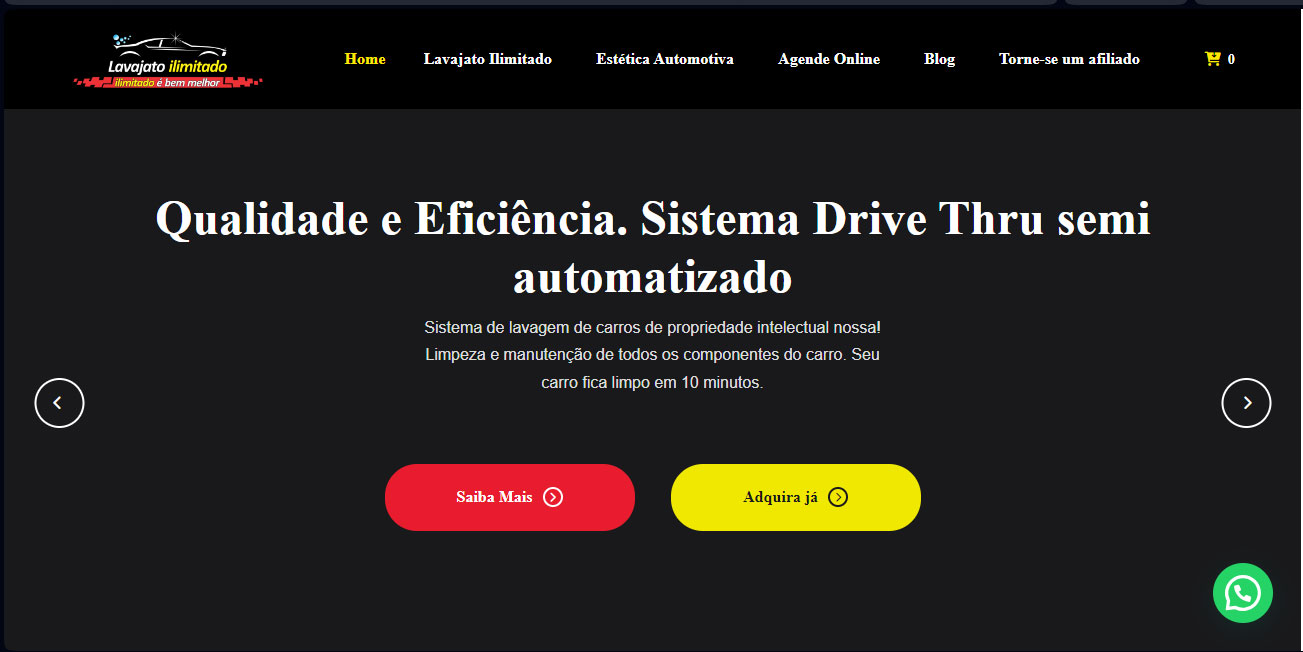 Lavajato ilimitado
ilimitado é bem melhor
Home Lavajato Ilimitado Estética Automotiva Agende Online Blog Torne-se um afiliado 0
Qualidade e Eficiência. Sistema Drive Thru semi
automatizado
Sistema de lavagem de carros de propriedade intelectual nossa!
Limpeza e manutenção de todos os componentes do carro. Seu
carro fica limpo em 10 minutos.
Saiba Mais Adquira já